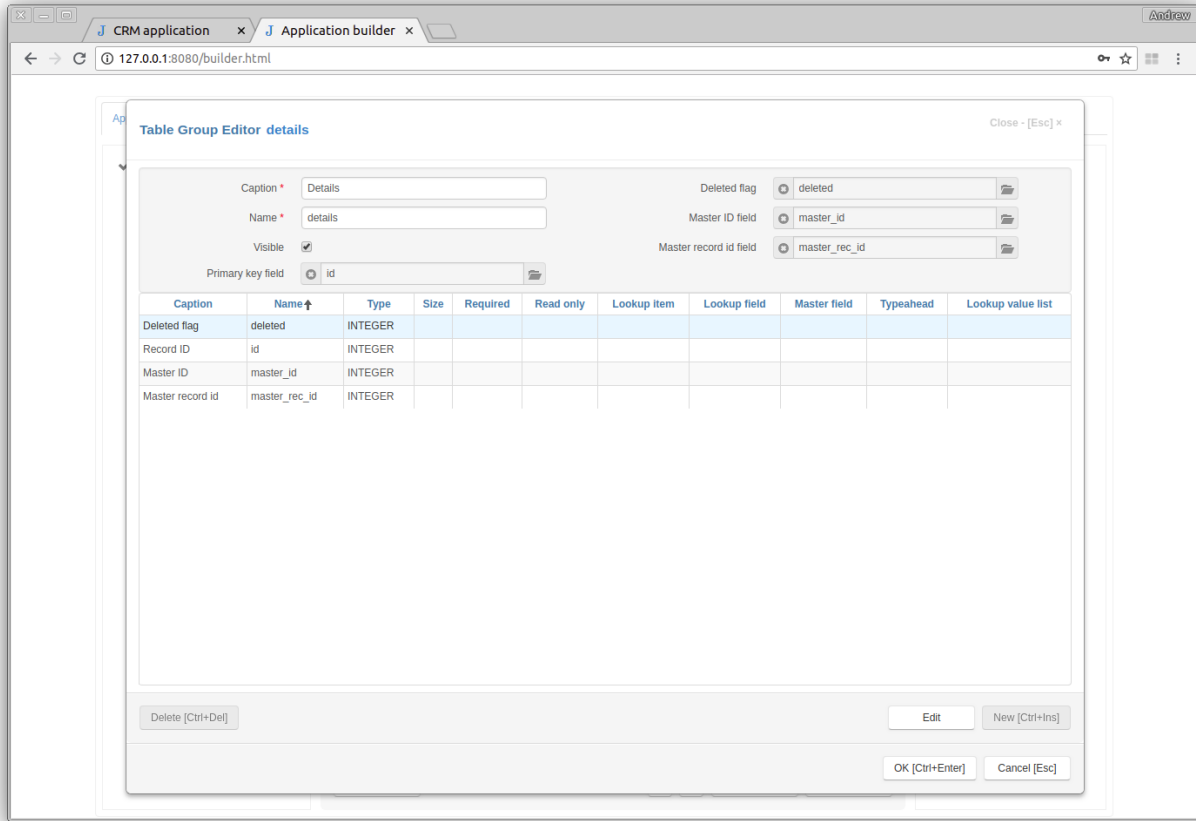 Andrew
J CRM application ×
J Application builder ×
127.0.0.1:8080/builder.html
Ap
Table Group Editor details
Close - [Esc] ×
Caption * Details
Deleted flag deleted
Name * details
Master ID field master_id
Visible
Master record id field master_rec_id
Primary key field id
Caption Name Type Size Required Read only Lookup item Lookup field Master field Typeahead Lookup value list
Deleted flag deleted INTEGER
Record ID id INTEGER
Master ID master_id INTEGER
Master record id master_rec_id INTEGER
Delete [Ctrl+Del] Edit New [Ctrl+Ins]
OK [Ctrl+Enter] Cancel [Esc]